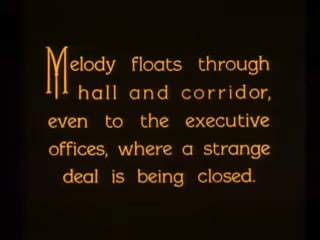 Melody floats through
hall and corridor,
even to the executive
offices, where a strange
deal is being closed.